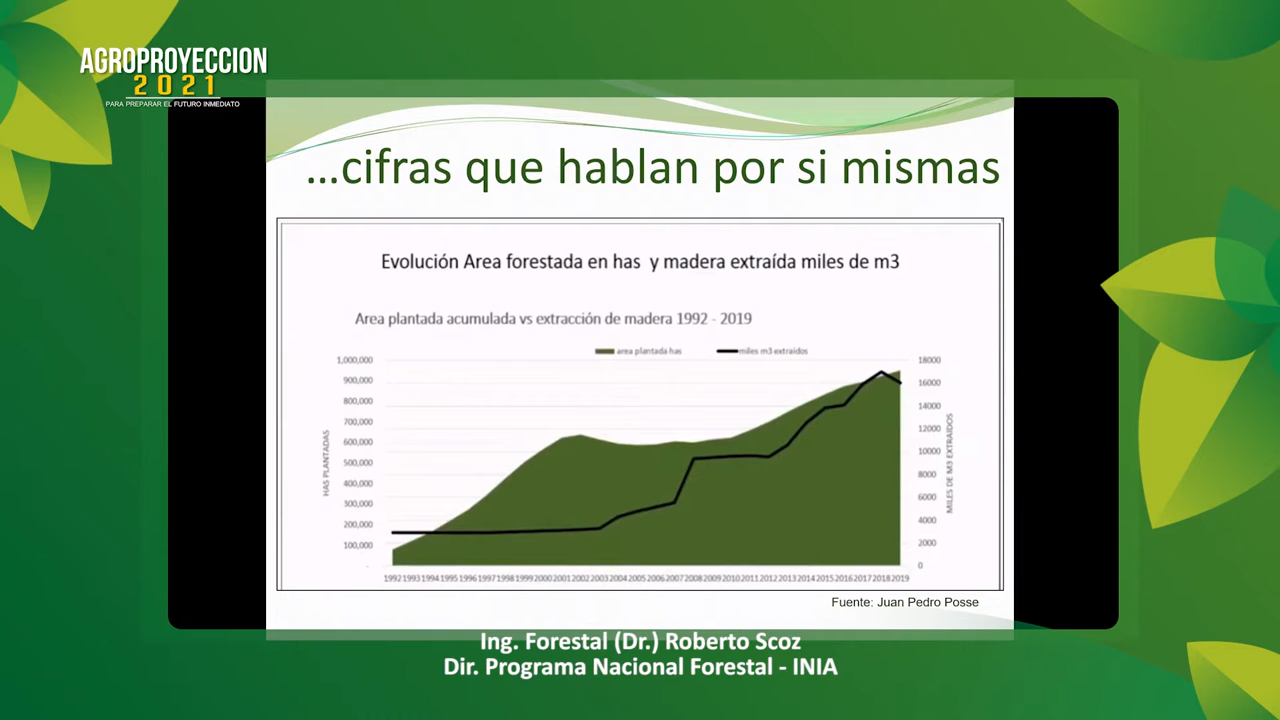 AGROPROYECCION
2021
PARA PREPARAR EL FUTURO INMEDIATO
...cifras que hablan por si mismas
Evolución Area forestada en has y madera extraída miles de m3
Area plantada acumulada vs extracción de madera 1992 - 2019
area plantada has
miles m3 extraidos
1,000,000
900,000
800,000
700,000
600,000
500,000
400,000
300,000
200,000
100,000
-
HAS PLANTADAS
18000
16000
14000
12000
10000
8000
6000
4000
2000
0
MILES DE M3 EXTRAIDOS
1992 1993 1994 1995 1996 1997 1998 1999 2000 2001 2002 2003 2004 2005 2006 2007 2008 2009 2010 2011 2012 2013 2014 2015 2016 2017 2018 2019
Fuente: Juan Pedro Posse
Ing. Forestal (Dr.) Roberto Scoz
Dir. Programa Nacional Forestal - INIA